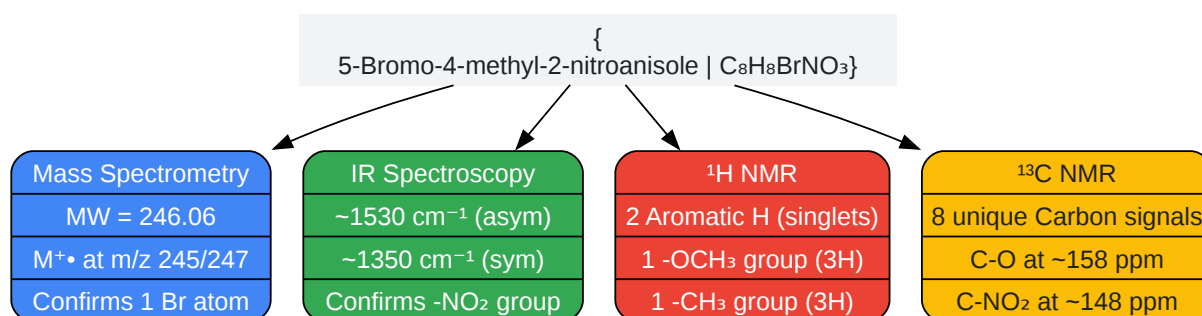 {
5-Bromo-4-methyl-2-nitroanisole | C₈H₈BrNO₃}
Mass Spectrometry
MW = 246.06
M⁺• at m/z 245/247
Confirms 1 Br atom
IR Spectroscopy
~1530 cm⁻¹ (asym)
~1350 cm⁻¹ (sym)
Confirms -NO₂ group
¹H NMR
2 Aromatic H (singlets)
1 -OCH₃ group (3H)
1 -CH₃ group (3H)
¹³C NMR
8 unique Carbon signals
C-O at ~158 ppm
C-NO₂ at ~148 ppm